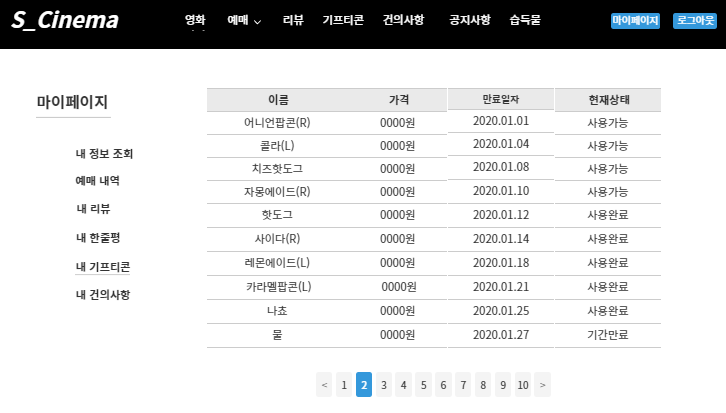 S_Cinema 영화 예매 리뷰 기프티콘 건의사항 공지사항 습득물 마이페이지 로그아웃
마이페이지
내 정보 조회
예매 내역
내 리뷰
내 한줄평
내 기프티콘
내 건의사항
이름 가격 만료일자 현재상태
어니언팝콘(R) 0000원 2020.01.01 사용가능
콜라(L) 0000원 2020.01.04 사용가능
치즈핫도그 0000원 2020.01.08 사용가능
자몽에이드(R) 0000원 2020.01.10 사용가능
핫도그 0000원 2020.01.12 사용완료
사이다(R) 0000원 2020.01.14 사용완료
레몬에이드(L) 0000원 2020.01.18 사용완료
카라멜팝콘(L) 0000원 2020.01.21 사용완료
나쵸 0000원 2020.01.25 사용완료
물 0000원 2020.01.27 기간만료
< 1 2 3 4 5 6 7 8 9 10 >